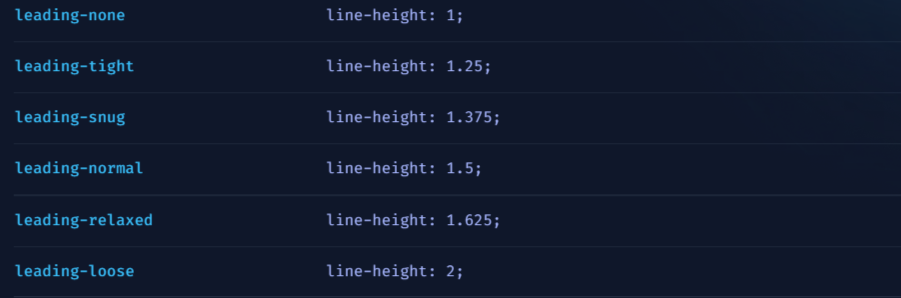 leading-none line-height: 1;
leading-tight line-height: 1.25;
leading-snug line-height: 1.375;
leading-normal line-height: 1.5;
leading-relaxed line-height: 1.625;
leading-loose line-height: 2;